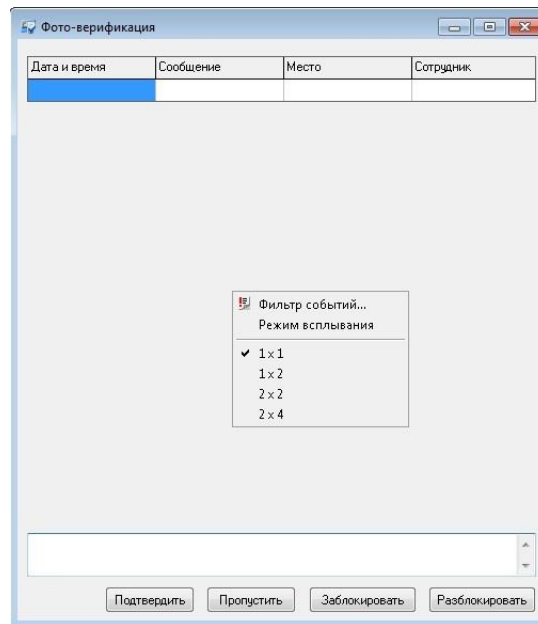 Фото-верификация
Дата и время Сообщение Место Сотрудник
Фильтр событий...
Режим всплывания
1 x 1
1 x 2
2 x 2
2 x 4
Подтвердить Пропустить Заблокировать Разблокировать